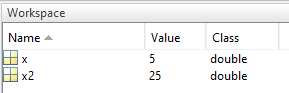 Workspace
Name Value Class
x 5 double
x2 25 double